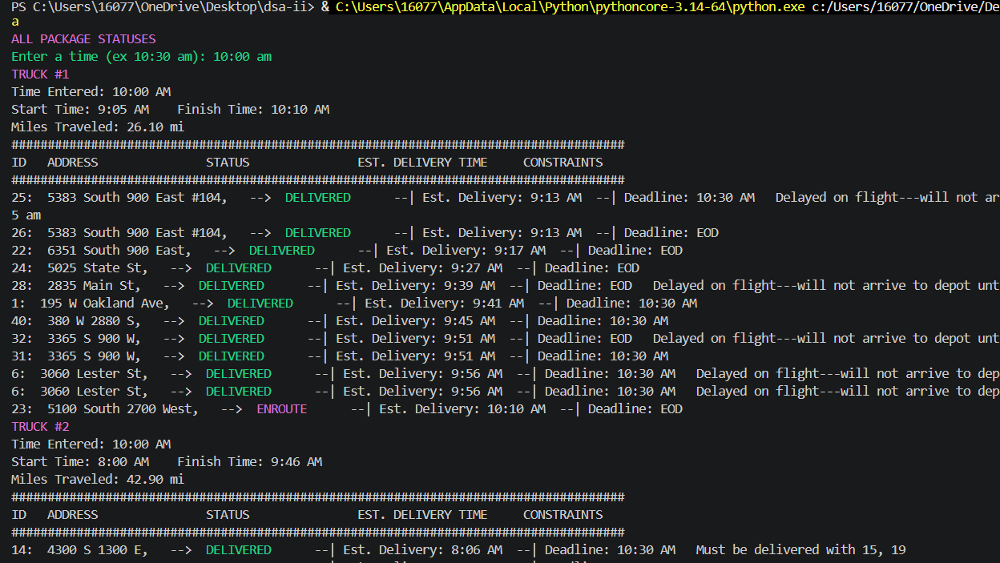 PS C:\Users\16077\OneDrive\Desktop\dsa-ii> & C:\Users\16077\AppData\Local\Python\pythoncore-3.14-64\python.exe c:/Users/16077/OneDrive/De
a
ALL PACKAGE STATUSES
Enter a time (ex 10:30 am): 10:00 am
TRUCK #1
Time Entered: 10:00 AM
Start Time: 9:05 AM    Finish Time: 10:10 AM
Miles Traveled: 26.10 mi
#####################################################################################
ID   ADDRESS               STATUS               EST. DELIVERY TIME     CONSTRAINTS
#####################################################################################
25:  5383 South 900 East #104,   -->  DELIVERED      --| Est. Delivery: 9:13 AM  --| Deadline: 10:30 AM   Delayed on flight---will not ar
5 am
26:  5383 South 900 East #104,   -->  DELIVERED      --| Est. Delivery: 9:13 AM  --| Deadline: EOD
22:  6351 South 900 East,   -->  DELIVERED      --| Est. Delivery: 9:17 AM  --| Deadline: EOD
24:  5025 State St,   -->  DELIVERED      --| Est. Delivery: 9:27 AM  --| Deadline: EOD
28:  2835 Main St,   -->  DELIVERED      --| Est. Delivery: 9:39 AM  --| Deadline: EOD   Delayed on flight---will not arrive to depot unt
1:  195 W Oakland Ave,   -->  DELIVERED      --| Est. Delivery: 9:41 AM  --| Deadline: 10:30 AM
40:  380 W 2880 S,   -->  DELIVERED      --| Est. Delivery: 9:45 AM  --| Deadline: 10:30 AM
32:  3365 S 900 W,   -->  DELIVERED      --| Est. Delivery: 9:51 AM  --| Deadline: EOD   Delayed on flight---will not arrive to depot unt
31:  3365 S 900 W,   -->  DELIVERED      --| Est. Delivery: 9:51 AM  --| Deadline: 10:30 AM
6:  3060 Lester St,   -->  DELIVERED      --| Est. Delivery: 9:56 AM  --| Deadline: 10:30 AM   Delayed on flight---will not arrive to dep
6:  3060 Lester St,   -->  DELIVERED      --| Est. Delivery: 9:56 AM  --| Deadline: 10:30 AM   Delayed on flight---will not arrive to dep
23:  5100 South 2700 West,   -->  ENROUTE      --| Est. Delivery: 10:10 AM  --| Deadline: EOD
TRUCK #2
Time Entered: 10:00 AM
Start Time: 8:00 AM    Finish Time: 9:46 AM
Miles Traveled: 42.90 mi
#####################################################################################
ID   ADDRESS               STATUS               EST. DELIVERY TIME     CONSTRAINTS
#####################################################################################
14:  4300 S 1300 E,   -->  DELIVERED      --| Est. Delivery: 8:06 AM  --| Deadline: 10:30 AM   Must be delivered with 15, 19